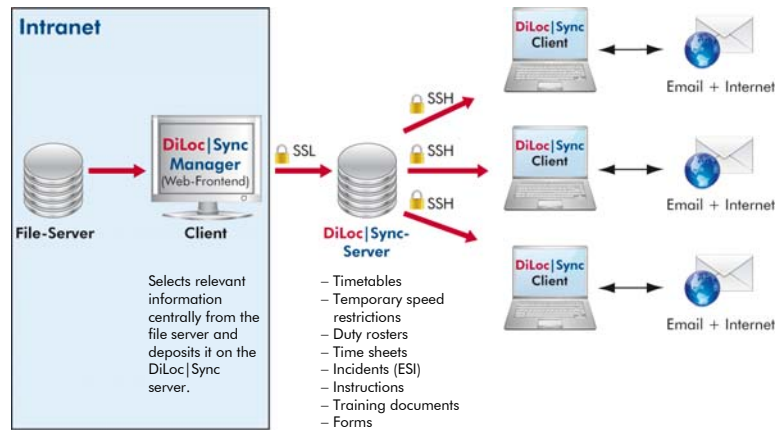 Intranet
File-Server
DiLoc|Sync
Manager
(Web-Frontend)
Client
Selects relevant
information
centrally from the
file server and
deposits it on the
DiLoc|Sync
server.
SSL
DiLoc|Sync-
Server
– Timetables
– Temporary speed
restrictions
– Duty rosters
– Time sheets
– Incidents (ESI)
– Instructions
– Training documents
– Forms
SSH
DiLoc|Sync
Client
Email + Internet
SSH
DiLoc|Sync
Client
Email + Internet
SSH
DiLoc|Sync
Client
Email + Internet